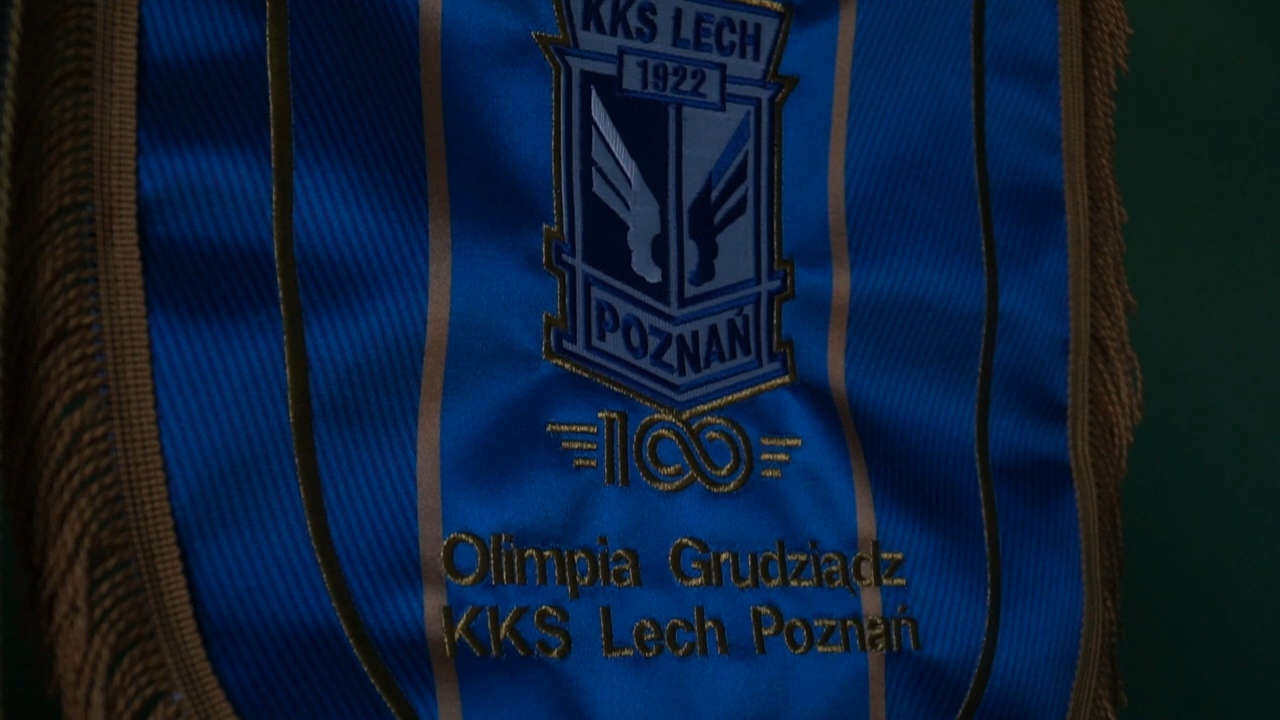 KKS LECH
1922
POZNAŃ
100
Olimpia Grudziądz
KKS Lech Poznań